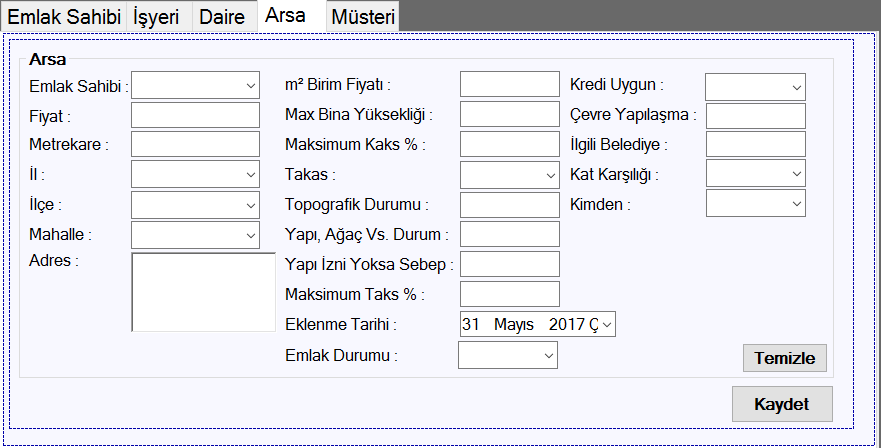 Emlak Sahibi İşyeri Daire Arsa Müsteri
Arsa
Emlak Sahibi :
Fiyat :
Metrekare :
İl :
İlçe :
Mahalle :
Adres :
m² Birim Fiyatı :
Max Bina Yüksekliği :
Maksimum Kaks % :
Takas :
Topografik Durumu :
Yapı, Ağaç Vs. Durum :
Yapı İzni Yoksa Sebep :
Maksimum Taks % :
Eklenme Tarihi : 31 Mayıs 2017 Ç
Emlak Durumu :
Kredi Uygun :
Çevre Yapılaşma :
İlgili Belediye :
Kat Karşılığı :
Kimden :
Temizle
Kaydet